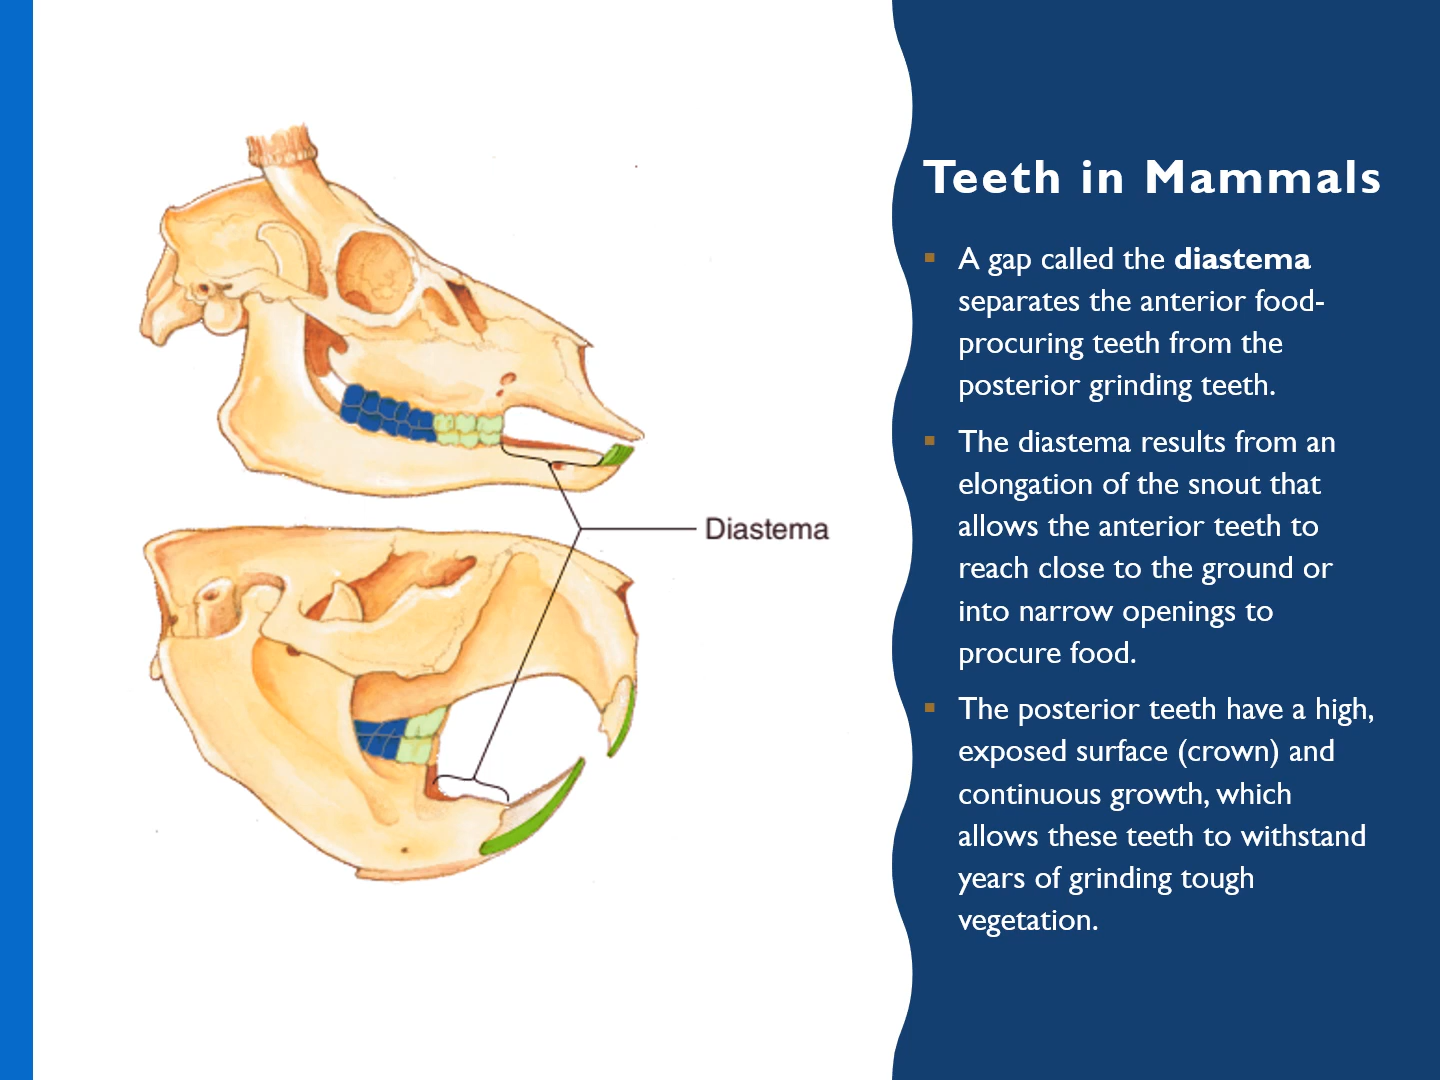 Teeth in Mammals
▪ A gap called the diastema
separates the anterior food-
procuring teeth from the
posterior grinding teeth.
▪ The diastema results from an
elongation of the snout that
allows the anterior teeth to
reach close to the ground or
into narrow openings to
procure food.
▪ The posterior teeth have a high,
exposed surface (crown) and
continuous growth, which
allows these teeth to withstand
years of grinding tough
vegetation.
Diastema